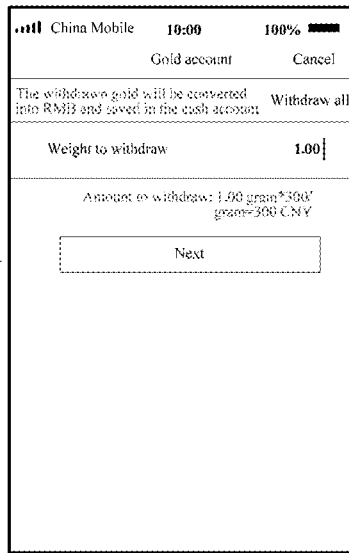 China Mobile 10:00 100%
Gold account Cancel
The withdrawn gold will be converted
into RMB and saved in the cash account
Withdraw all
Weight to withdraw 1.00
Amount to withdraw: 1.00 gram*300/
gram=300 CNY
Next